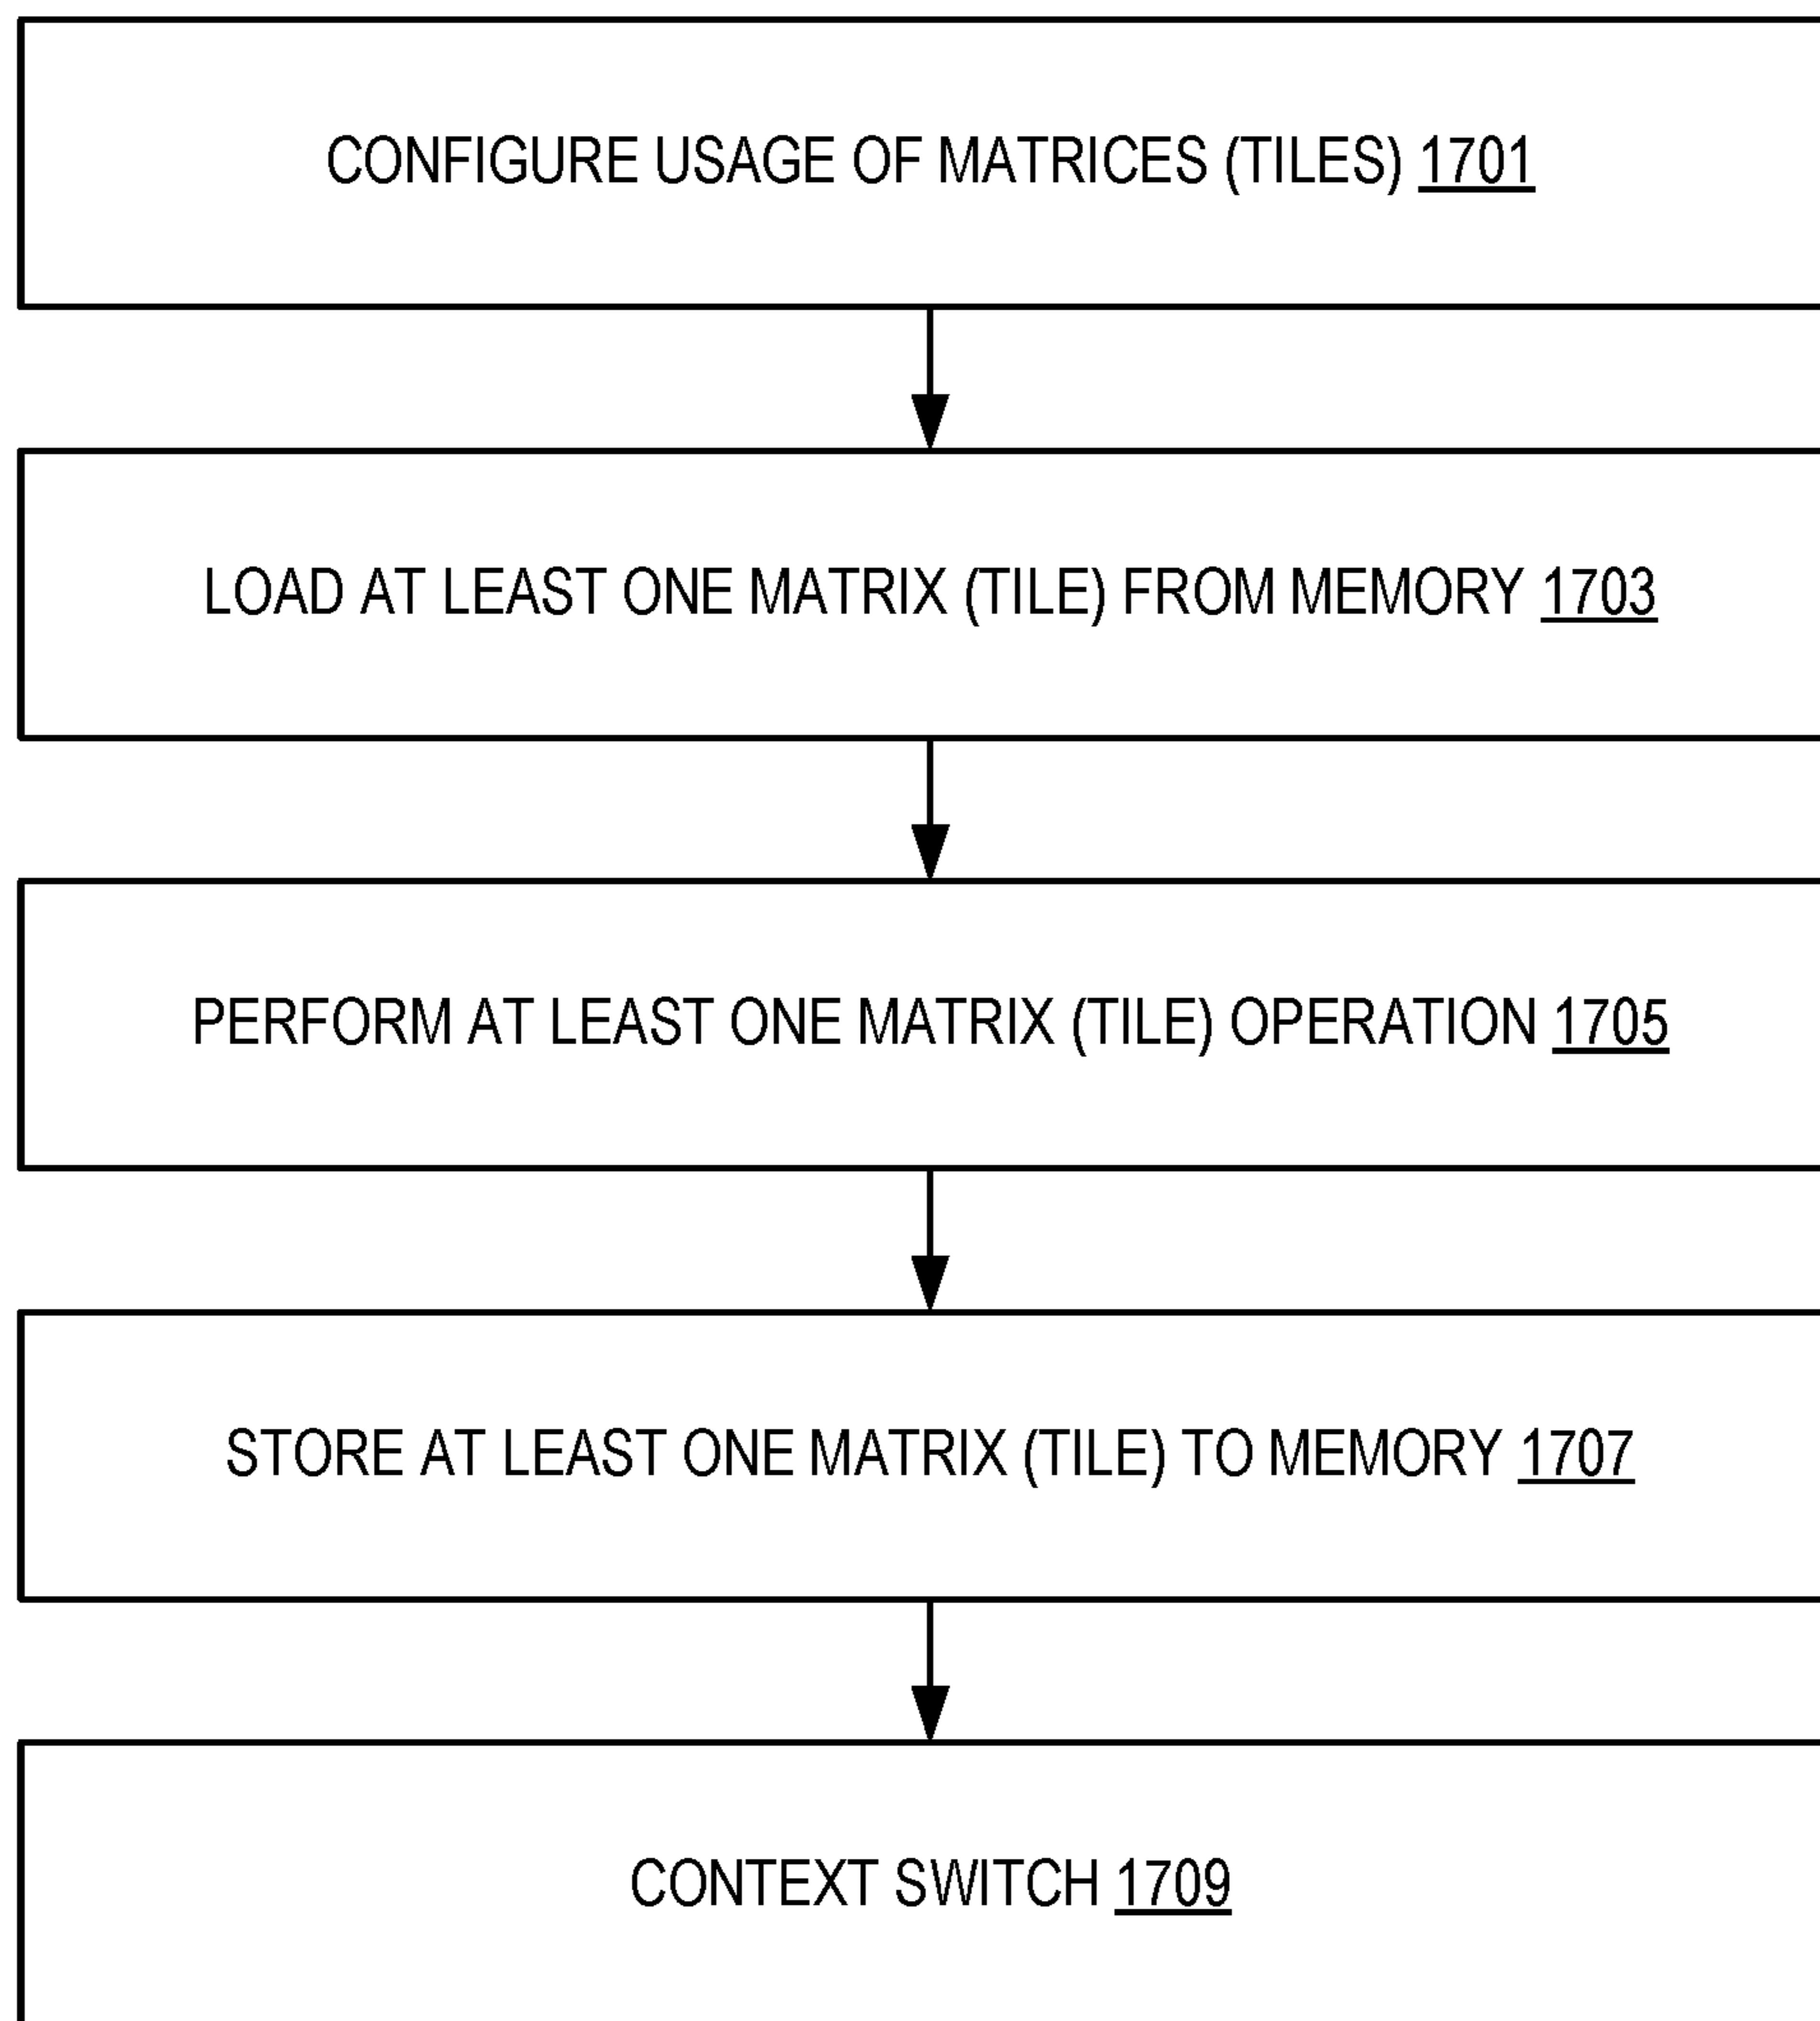 CONFIGURE USAGE OF MATRICES (TILES) 1701
LOAD AT LEAST ONE MATRIX (TILE) FROM MEMORY 1703
PERFORM AT LEAST ONE MATRIX (TILE) OPERATION 1705
STORE AT LEAST ONE MATRIX (TILE) TO MEMORY 1707
CONTEXT SWITCH 1709